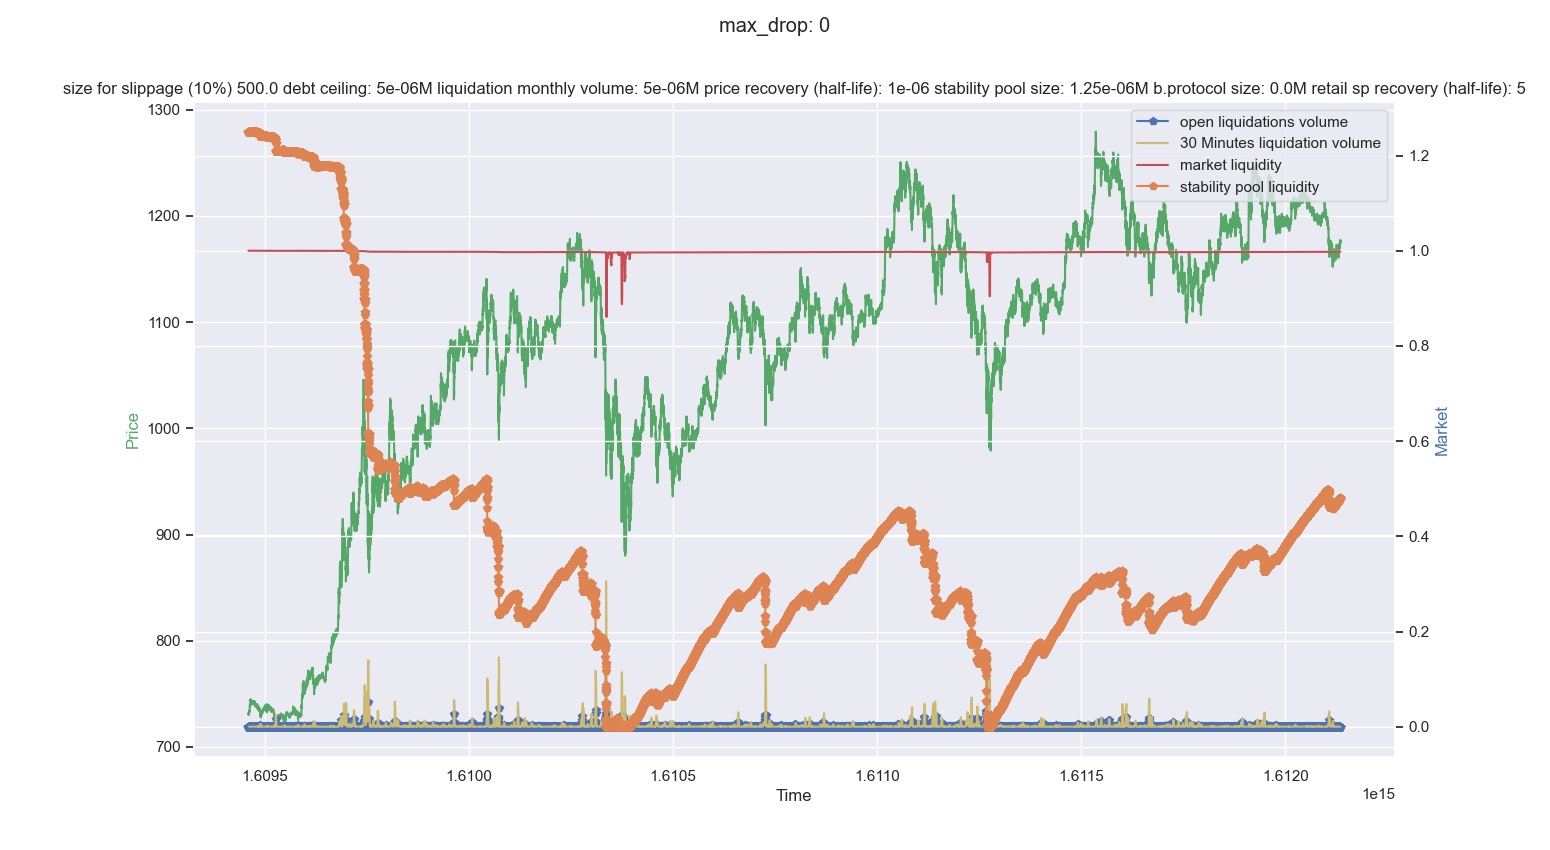 max_drop: 0
size for slippage (10%) 500.0 debt ceiling: 5e-06M liquidation monthly volume: 5e-06M price recovery (half-life): 1e-06 stability pool size: 1.25e-06M b.protocol size: 0.0M retail sp recovery (half-life): 5
open liquidations volume
30 Minutes liquidation volume
market liquidity
stability pool liquidity
Price
1300
1200
1100
1000
900
800
700
Market
1.2
1.0
0.8
0.6
0.4
0.2
0.0
1.6095
1.6100
1.6105
1.6110
1.6115
1.6120
Time
1e15